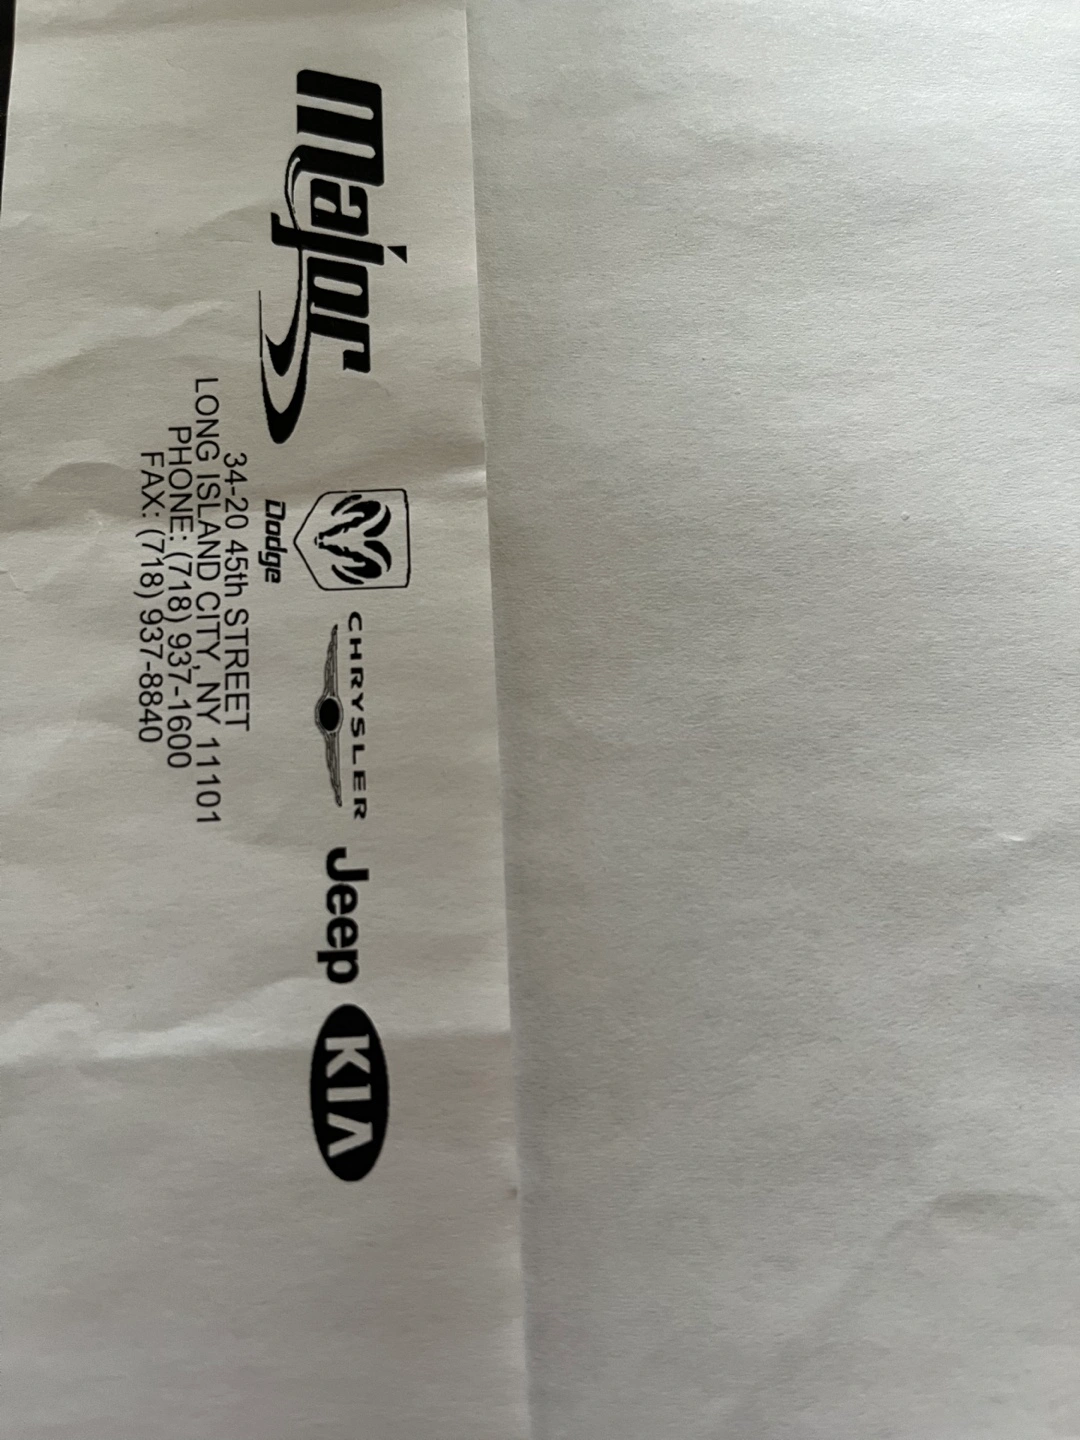 major
Dodge
CHRYSLER
Jeep
KIA
34-20 45th STREET
LONG ISLAND CITY, NY 11101
PHONE: (718) 937-1600
FAX: (718) 937-8840